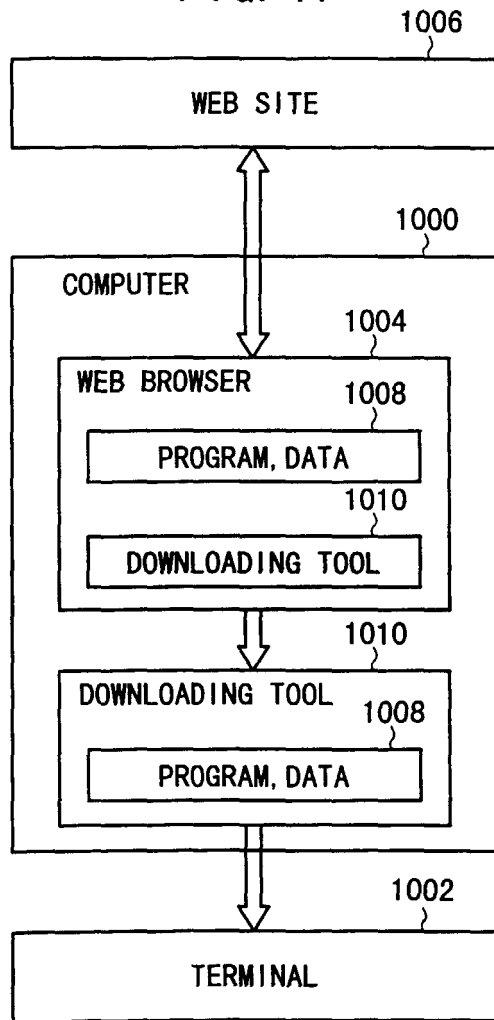 1006
WEB SITE
1000
COMPUTER
1004
WEB BROWSER
1008
PROGRAM, DATA
1010
DOWNLOADING TOOL
1010
DOWNLOADING TOOL
1008
PROGRAM, DATA
1002
TERMINAL